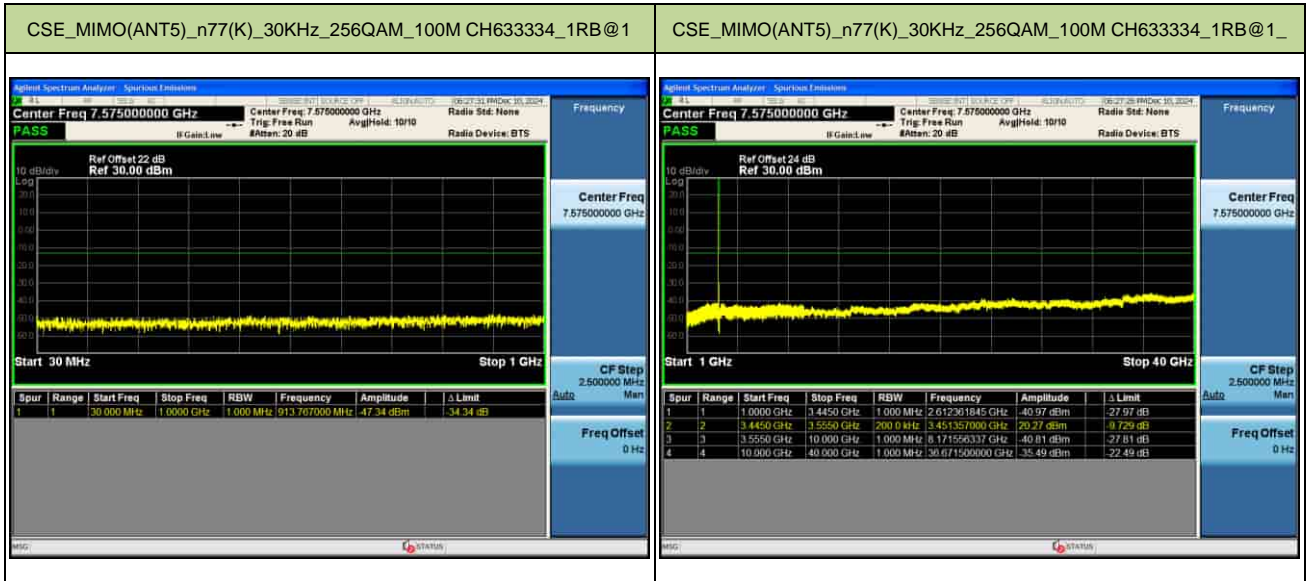 CSE_MIMO(ANT5)_n77(K)_30KHz_256QAM_100M CH633334_1RB@1
Agilent Spectrum Analyzer Spurious Emissions
Center Freq 7.575000000 GHz
PASS
IFGain:Low
Center Freq: 7.575000000 GHz
Trig: Free Run Avg|Hold: 10/10
#Atten: 20 dB
06:27:31 PM Dec 10, 2024
Radio Std: None
Radio Device: BTS
Ref Offset 22 dB
10 dB/div Ref 30.00 dBm
Log
Start 30 MHz Stop 1 GHz
Spur Range Start Freq Stop Freq RBW Frequency Amplitude Δ Limit
1 1 30.000 MHz 1.0000 GHz 1.000 MHz 913.767000 MHz -47.34 dBm -34.34 dB
MSG STATUS
Frequency
Center Freq
7.575000000 GHz
CF Step
2.500000 MHz
Auto Man
Freq Offset
0 Hz
CSE_MIMO(ANT5)_n77(K)_30KHz_256QAM_100M CH633334_1RB@1_
Agilent Spectrum Analyzer Spurious Emissions
Center Freq 7.575000000 GHz
PASS
IFGain:Low
Center Freq: 7.575000000 GHz
Trig: Free Run Avg|Hold: 10/10
#Atten: 20 dB
Radio Std: None
Radio Device: BTS
Ref Offset 24 dB
10 dB/div Ref 30.00 dBm
Log
Start 1 GHz Stop 40 GHz
Spur Range Start Freq Stop Freq RBW Frequency Amplitude Δ Limit
1 1 1.0000 GHz 3.4450 GHz 1.000 MHz 2.612361845 GHz -40.97 dBm -27.97 dB
2 2 3.4450 GHz 3.5550 GHz 200.0 kHz 3.451357000 GHz 20.27 dBm -9.729 dB
3 3 3.5550 GHz 10.000 GHz 1.000 MHz 8.171556337 GHz -40.81 dBm -27.81 dB
4 4 10.000 GHz 40.000 GHz 1.000 MHz 36.671500000 GHz -35.49 dBm -22.49 dB
MSG STATUS
Frequency
Center Freq
7.575000000 GHz
CF Step
2.500000 MHz
Auto Man
Freq Offset
0 Hz